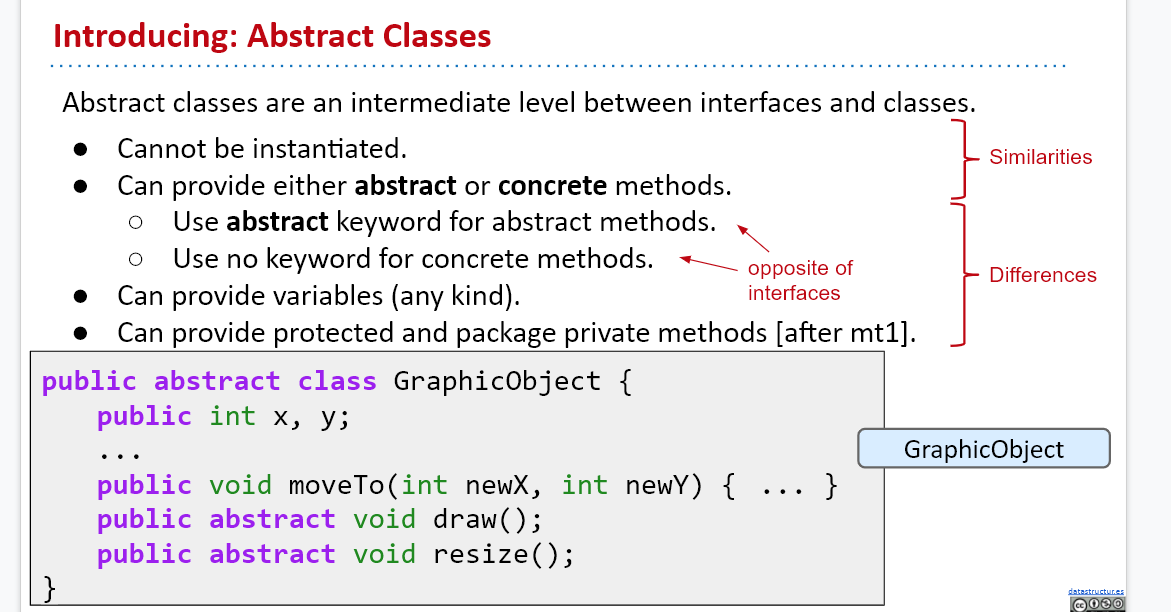 Introducing: Abstract Classes
Abstract classes are an intermediate level between interfaces and classes.
● Cannot be instantiated.
● Can provide either abstract or concrete methods.
○ Use abstract keyword for abstract methods.
○ Use no keyword for concrete methods.
● Can provide variables (any kind).
● Can provide protected and package private methods [after mt1].
Similarities
opposite of
interfaces
Differences
public abstract class GraphicObject {
public int x, y;
...
public void moveTo(int newX, int newY) { ... }
public abstract void draw();
public abstract void resize();
}
GraphicObject
datastructur.es
cc